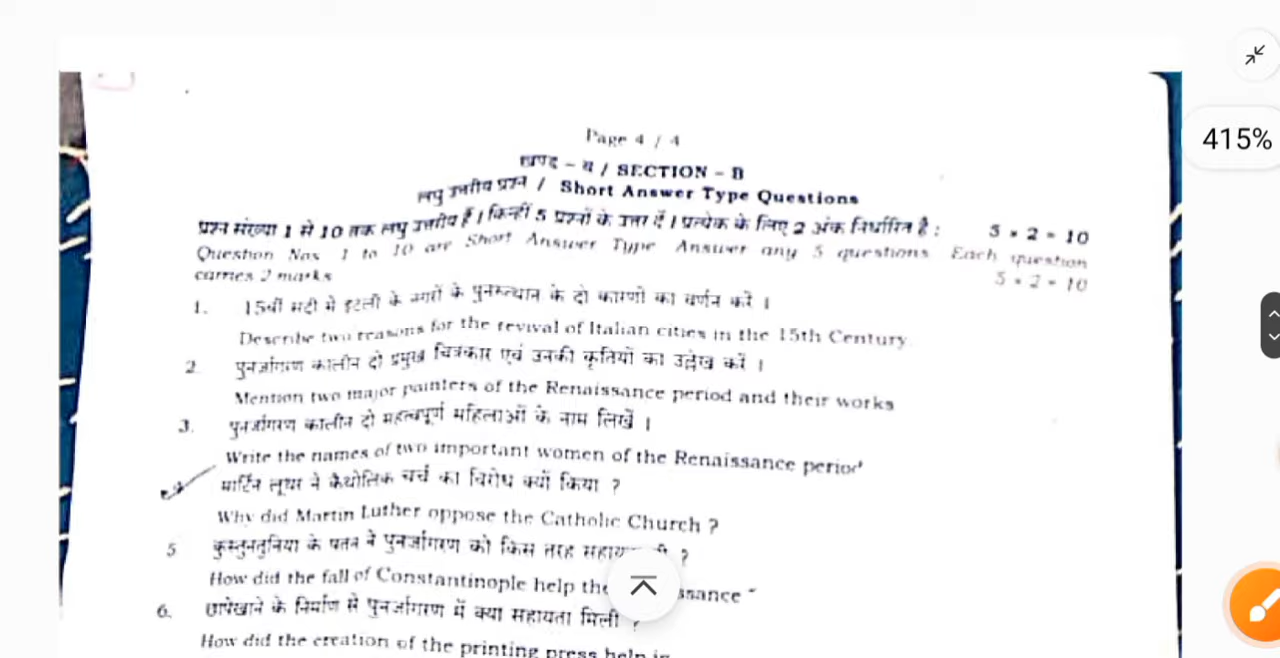 415%
Page 4 / 4
खण्ड – ब / SECTION – B
लघु उत्तरीय प्रश्न / Short Answer Type Questions
प्रश्न संख्या 1 से 10 तक लघु उत्तरीय हैं। किन्हीं 5 प्रश्नों के उत्तर दें। प्रत्येक के लिए 2 अंक निर्धारित है : 5 × 2 = 10
Question Nos. 1 to 10 are Short Answer Type Answer any 5 questions. Each question
carries 2 marks 5 × 2 = 10
1. 15वीं सदी में इटली के नगरों के पुनरुत्थान के दो कारणों का वर्णन करें।
Describe two reasons for the revival of Italian cities in the 15th Century.
2. पुनर्जागरण कालीन दो प्रमुख चित्रकार एवं उनकी कृतियों का उल्लेख करें।
Mention two major painters of the Renaissance period and their works
3. पुनर्जागरण कालीन दो महत्वपूर्ण महिलाओं के नाम लिखें।
Write the names of two important women of the Renaissance period
मार्टिन लूथर ने कैथोलिक चर्च का विरोध क्यों किया ?
Why did Martin Luther oppose the Catholic Church ?
5 कुस्तुनतुनिया के पतन ने पुनर्जागरण को किस तरह ?
How did the fall of Constantinople help
6. छापेखाने के निर्माण से पुनर्जागरण में क्या सहायता मिली ?
How did the creation of the printing press help